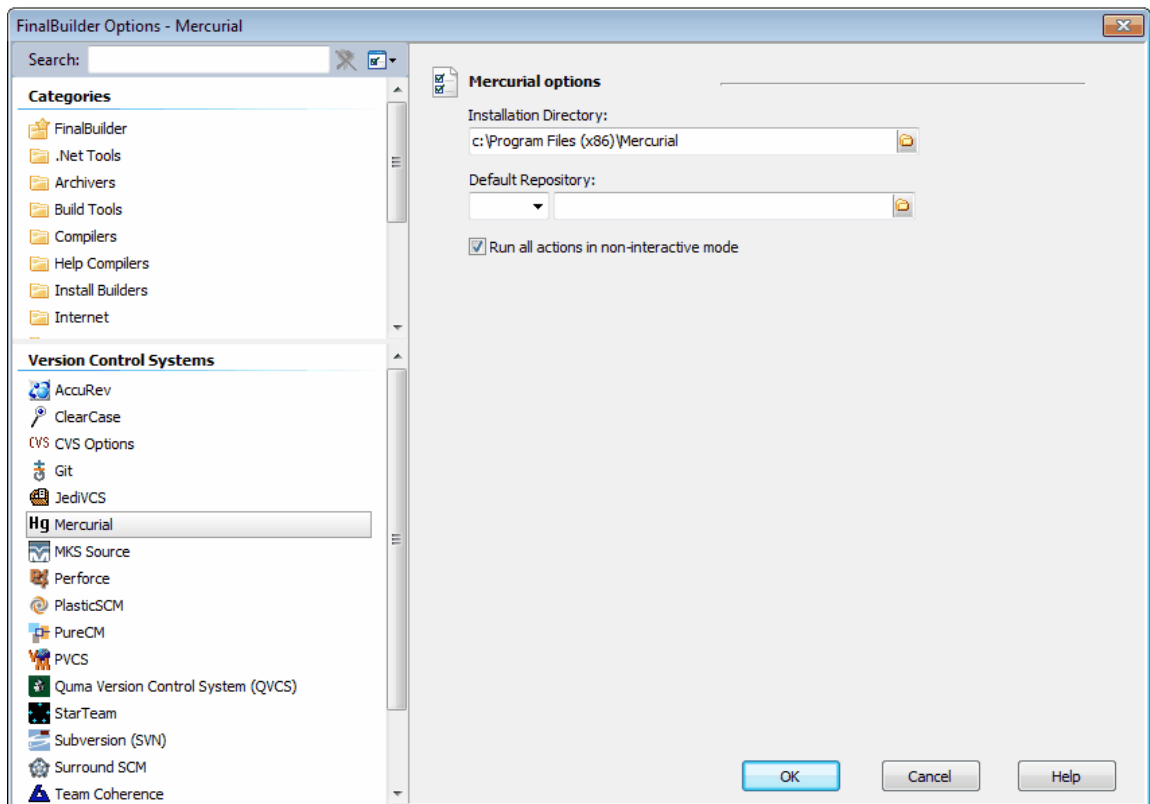 FinalBuilder Options - Mercurial
Search:
Categories
FinalBuilder
.Net Tools
Archivers
Build Tools
Compilers
Help Compilers
Install Builders
Internet
Version Control Systems
AccuRev
ClearCase
CVS CVS Options
Git
JediVCS
Hg Mercurial
MKS Source
Perforce
PlasticSCM
PureCM
PVCS
Quma Version Control System (QVCS)
StarTeam
Subversion (SVN)
Surround SCM
Team Coherence
Mercurial options
Installation Directory:
c:\Program Files (x86)\Mercurial
Default Repository:
Run all actions in non-interactive mode
OK Cancel Help